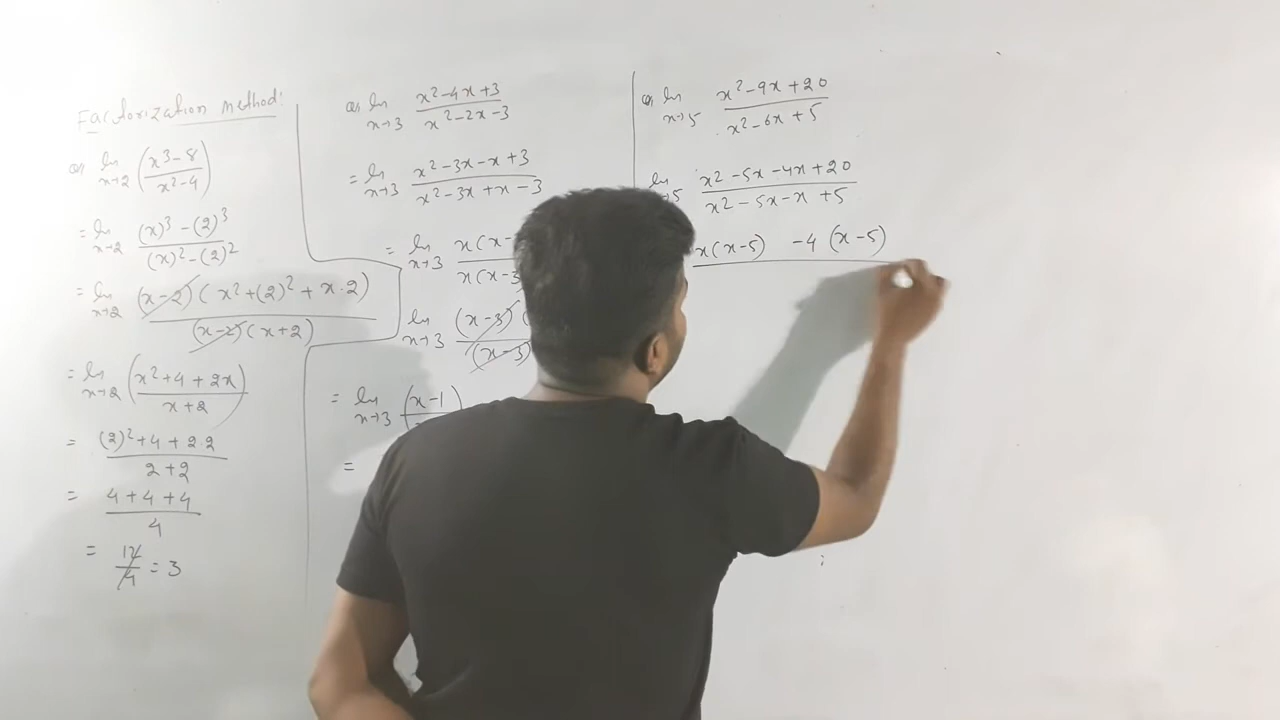 Factorization method:
Q) lim x→2 (x³-8 / x²-4)
= lim x→2 (x)³-(2)³ / (x)²-(2)²
= lim x→2 (x-2)(x²+(2)²+x·2) / (x-2)(x+2)
= lim x→2 (x²+4+2x / x+2)
= (2)²+4+2·2 / 2+2
= 4+4+4 / 4
= 12/4 = 3
Q) lim x→3 x²-4x+3 / x²-2x-3
= lim x→3 x²-3x-x+3 / x²-3x+x-3
= lim x→3 x(x- / x(x-3
lim x→3 (x-3)( / (x-3)
= lim x→3 (x-1 /
=
Q) lim x→5 x²-9x+20 / x²-6x+5
lim →5 x²-5x-4x+20 / x²-5x-x+5
x(x-5) -4(x-5)